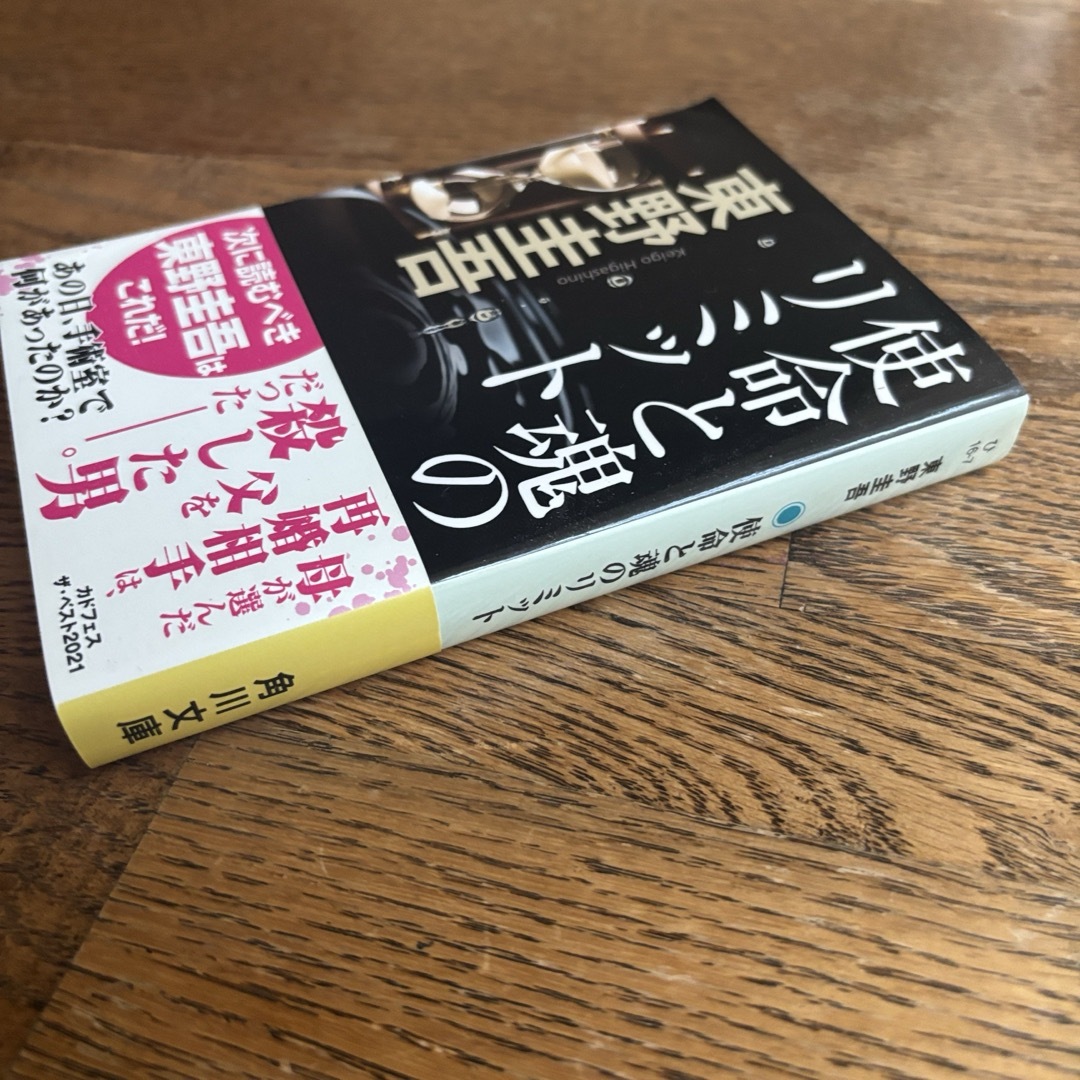 東野圭吾
Keigo Higashino
使命と魂の
リミット
次に読むべき
東野圭吾は
これだ!
あの日、手術室で
何があったのか?
母が選んだ
再婚相手は、
父を
殺した男
だった――。
カドフェス
ザ・ベスト2021
ひ 16-7
東野圭吾
使命と魂のリミット
角川文庫